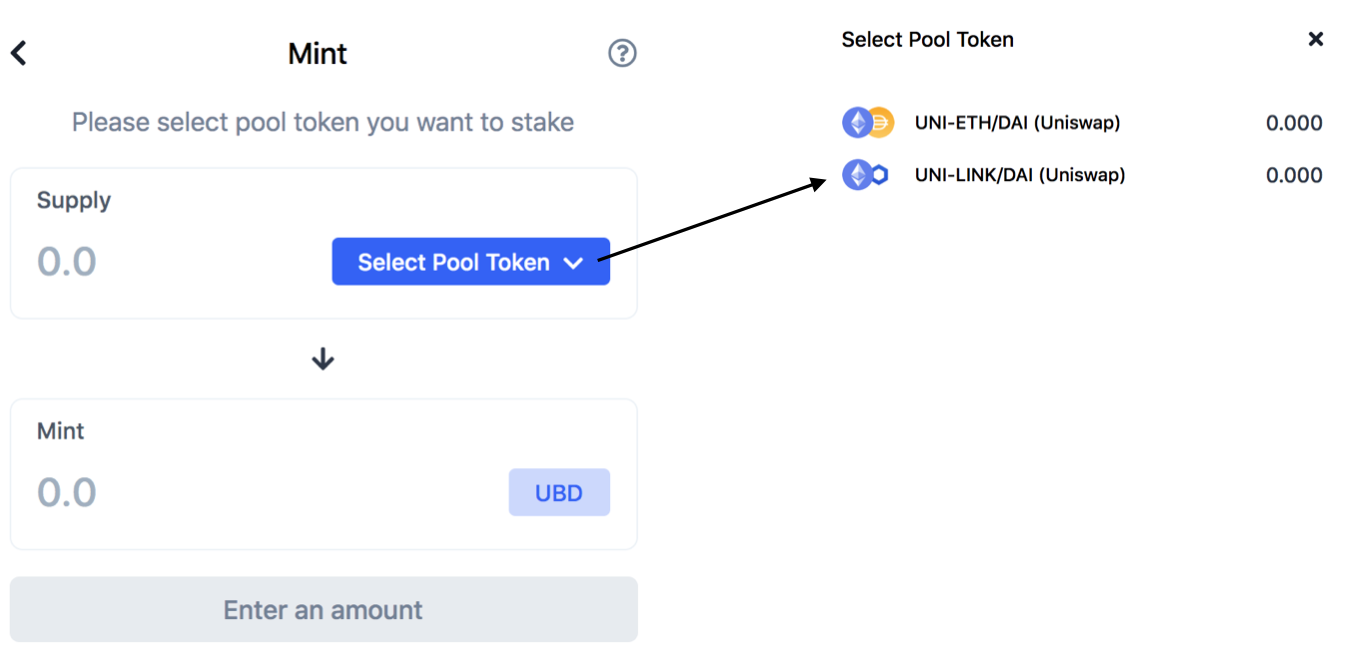 Mint
Please select pool token you want to stake
Supply
0.0
Select Pool Token
Mint
0.0
UBD
Enter an amount
Select Pool Token
UNI-ETH/DAI (Uniswap) 0.000
UNI-LINK/DAI (Uniswap) 0.000